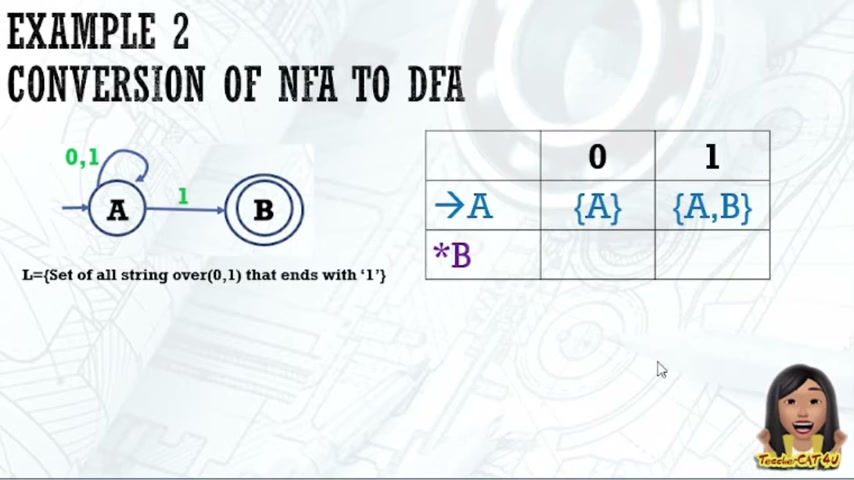 EXAMPLE 2
CONVERSION OF NFA TO DFA
0,1
A
1
B
L={Set of all string over(0,1) that ends with ‘1’}
0 1
→A {A} {A,B}
*B
TeacherCAT4U